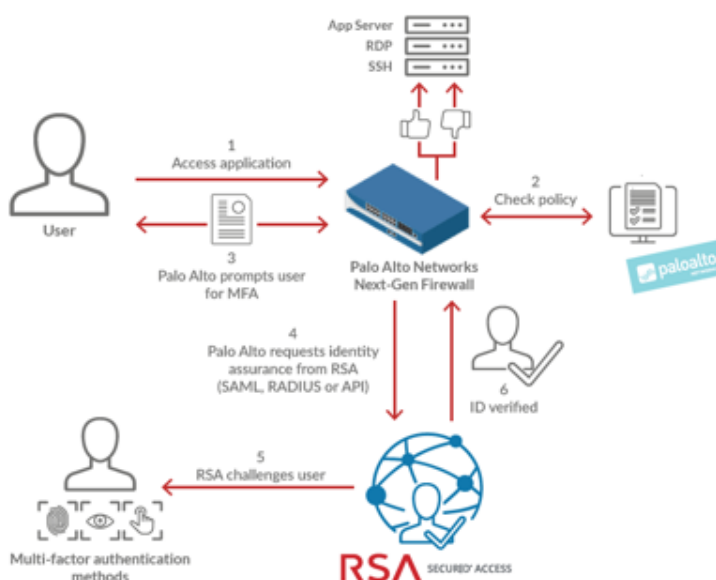 App Server
RDP
SSH
1
Access application
2
Check policy
User
3
Palo Alto prompts user
for MFA
Palo Alto Networks
Next-Gen Firewall
paloalto
4
Palo Alto requests identity
assurance from RSA
(SAML, RADIUS or API)
6
ID verified
5
RSA challenges user
Multi-factor authentication
methods
RSA SECURID® ACCESS